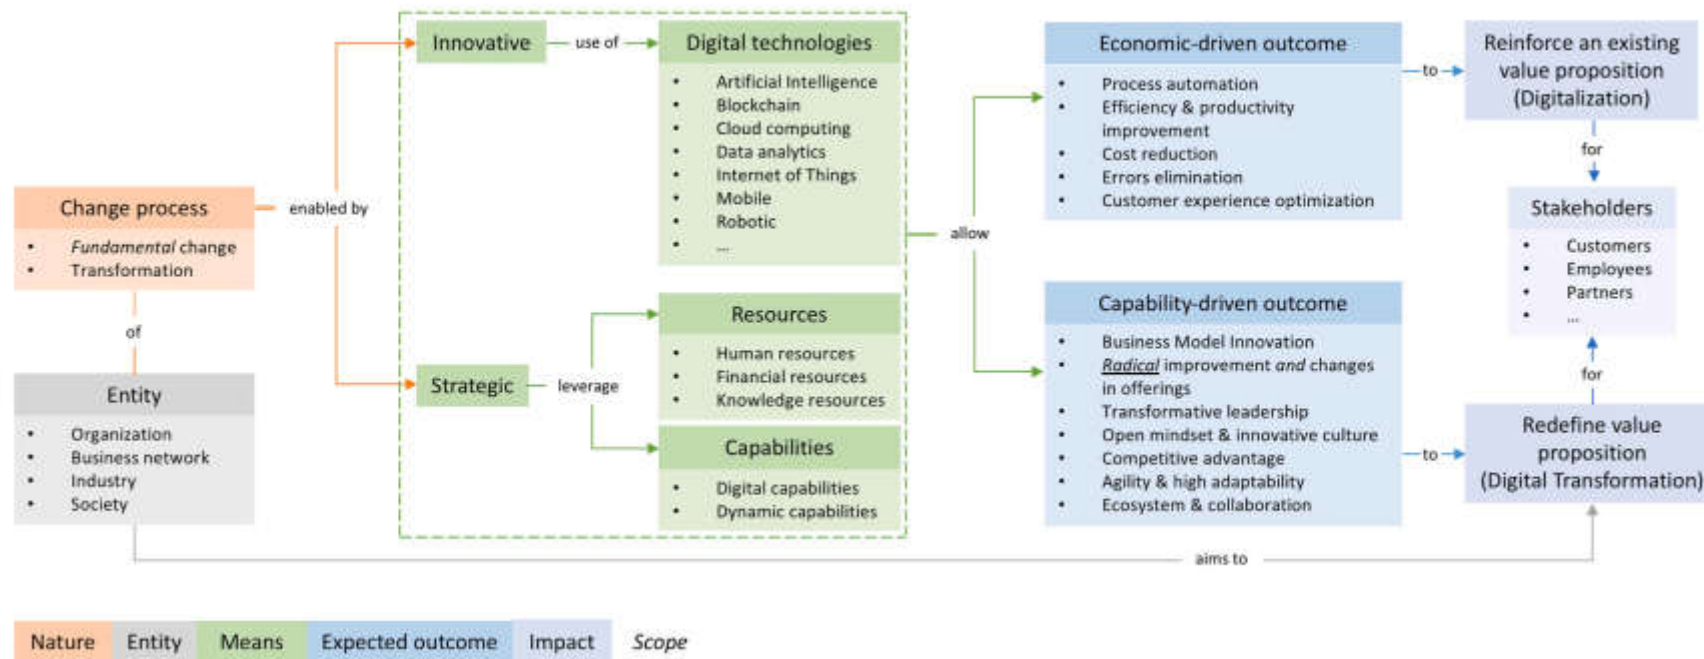 Change process
• Fundamental change
• Transformation
of
Entity
• Organization
• Business network
• Industry
• Society
enabled by
Innovative
use of
Digital technologies
• Artificial Intelligence
• Blockchain
• Cloud computing
• Data analytics
• Internet of Things
• Mobile
• Robotic
• ...
Strategic
leverage
Resources
• Human resources
• Financial resources
• Knowledge resources
Capabilities
• Digital capabilities
• Dynamic capabilities
allow
Economic-driven outcome
• Process automation
• Efficiency & productivity
improvement
• Cost reduction
• Errors elimination
• Customer experience optimization
to
Reinforce an existing
value proposition
(Digitalization)
for
Stakeholders
• Customers
• Employees
• Partners
• ...
Capability-driven outcome
• Business Model Innovation
• Radical improvement and changes
in offerings
• Transformative leadership
• Open mindset & innovative culture
• Competitive advantage
• Agility & high adaptability
• Ecosystem & collaboration
to
for
Redefine value
proposition
(Digital Transformation)
aims to
Nature Entity Means Expected outcome Impact Scope